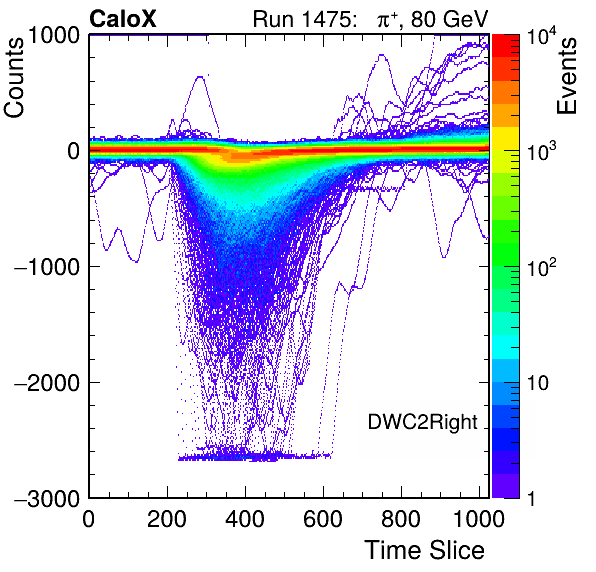 CaloX Run 1475: π⁺, 80 GeV
Counts
Events
1000
0
−1000
−2000
−3000
0 200 400 600 800 1000
Time Slice
DWC2Right
10⁴
10³
10²
10
1